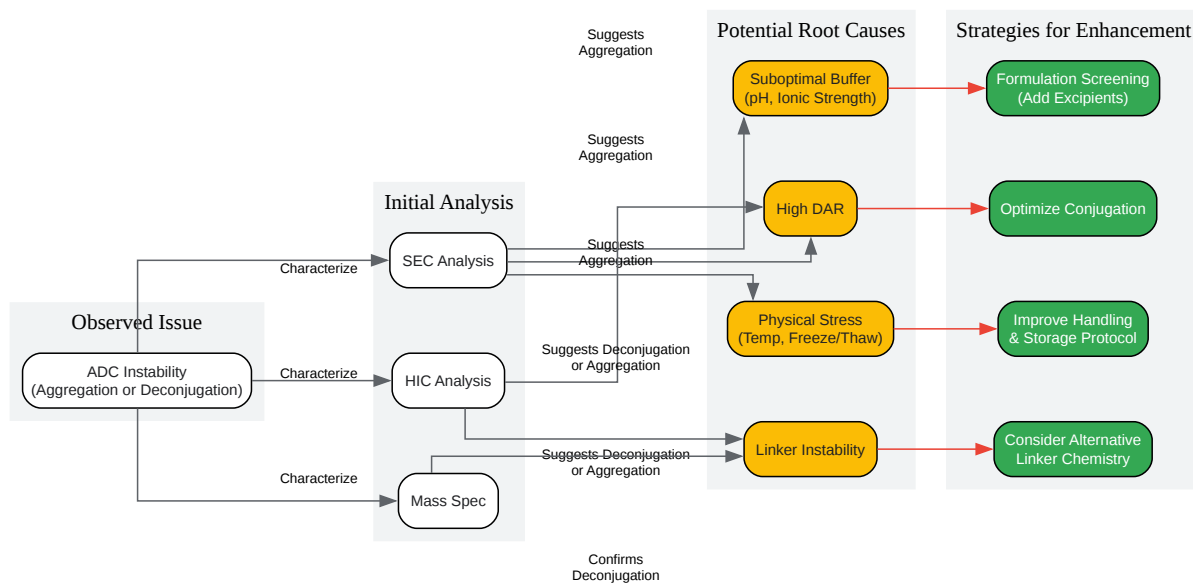 Observed Issue
ADC Instability
(Aggregation or Deconjugation)
Characterize
Characterize
Characterize
Initial Analysis
SEC Analysis
HIC Analysis
Mass Spec
Suggests
Aggregation
Suggests
Aggregation
Suggests
Aggregation
Suggests Deconjugation
or Aggregation
Suggests Deconjugation
or Aggregation
Confirms
Deconjugation
Potential Root Causes
Suboptimal Buffer
(pH, Ionic Strength)
High DAR
Physical Stress
(Temp, Freeze/Thaw)
Linker Instability
Strategies for Enhancement
Formulation Screening
(Add Excipients)
Optimize Conjugation
Improve Handling
& Storage Protocol
Consider Alternative
Linker Chemistry